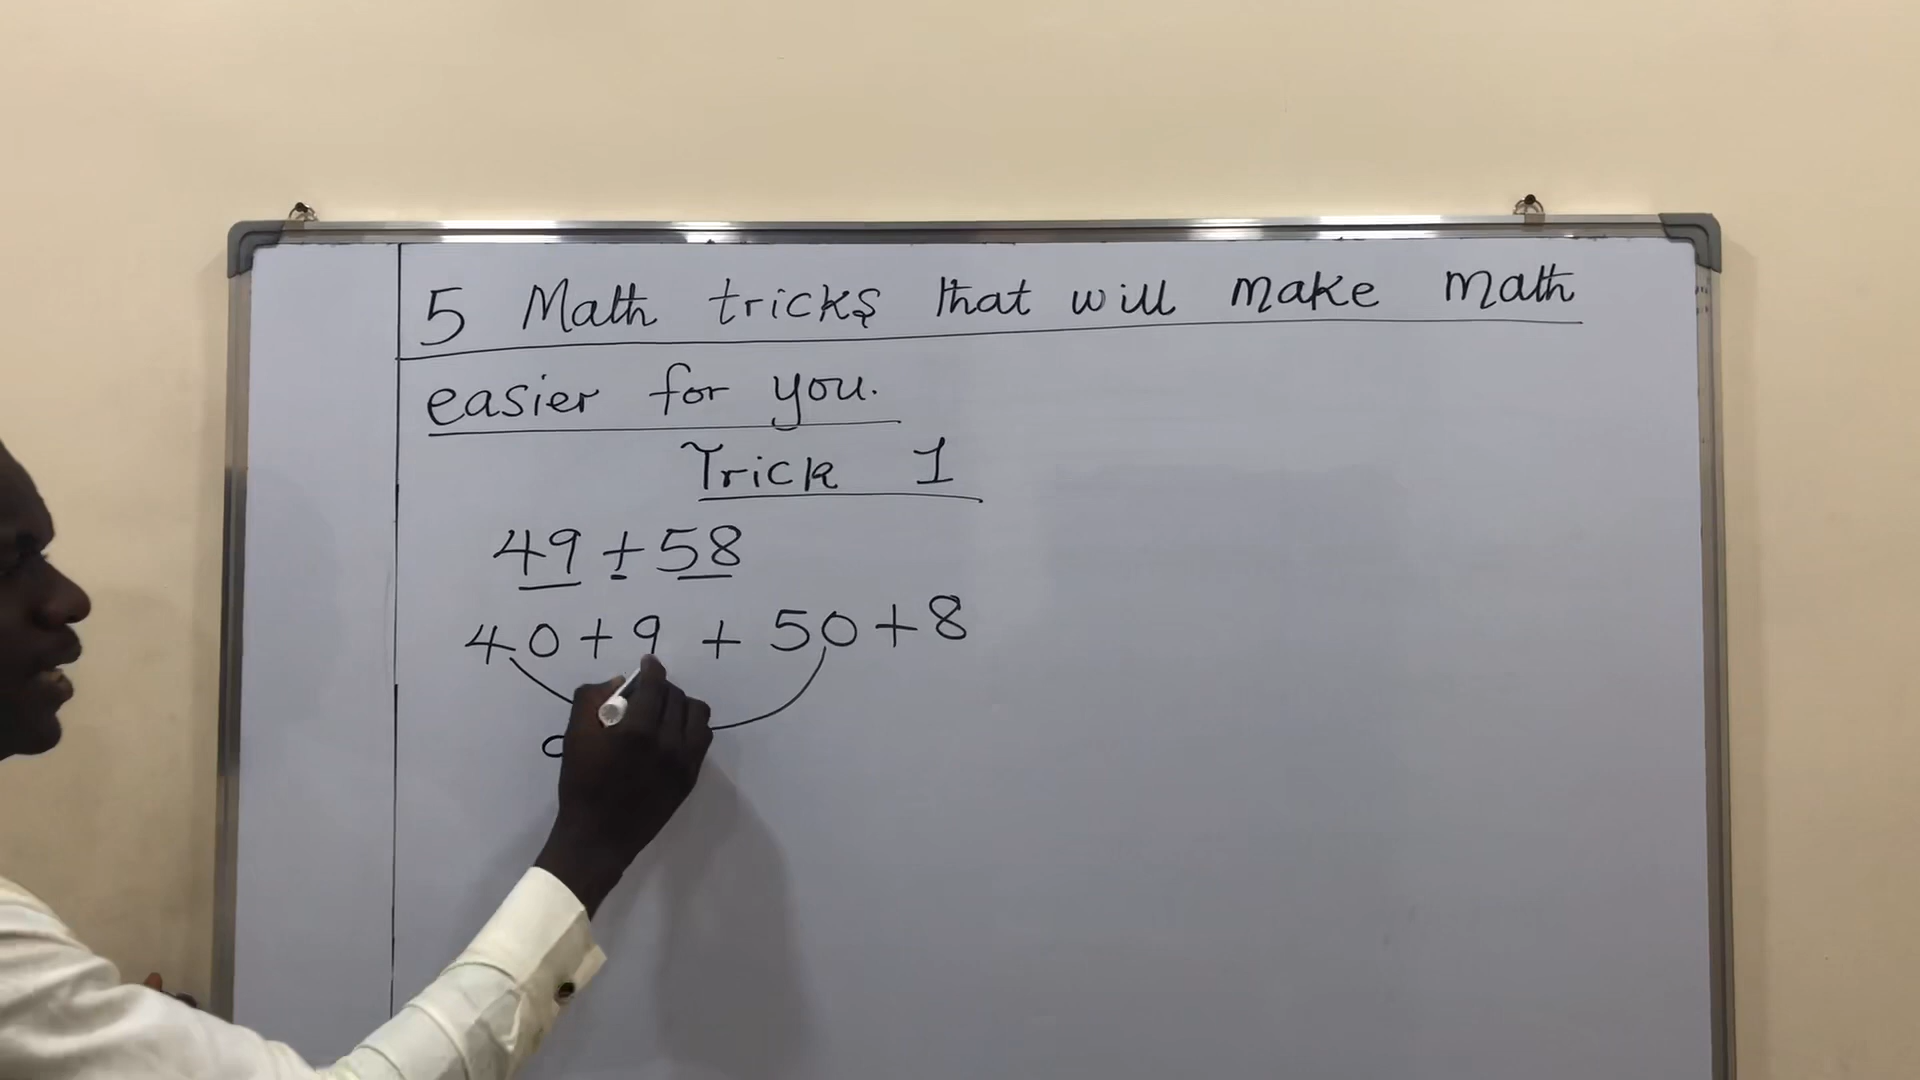 5 Math tricks that will make math
easier for you.
Trick 1
49 + 58
40 + 9 + 50 + 8